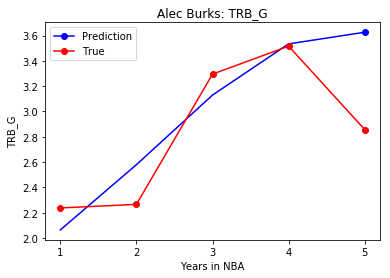 Alec Burks: TRB_G
Prediction
True
TRB_G
3.6
3.4
3.2
3.0
2.8
2.6
2.4
2.2
2.0
1 2 3 4 5
Years in NBA